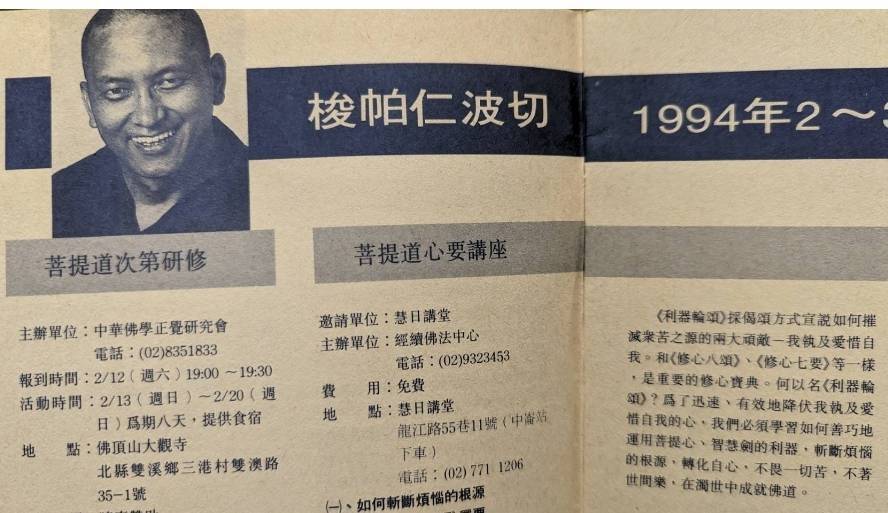 梭帕仁波切
1994年2～
菩提道次第研修
主辦單位：中華佛學正覺研究會
電話：(02)8351833
報到時間：2/12（週六）19:00～19:30
活動時間：2/13（週日）～2/20（週
日）爲期八天，提供食宿
地　　點：佛頂山大觀寺
北縣雙溪鄉三港村雙澳路
35-1號
菩提道心要講座
邀請單位：慧日講堂
主辦單位：經續佛法中心
電話：(02)9323453
費　　用：免費
地　　點：慧日講堂
龍江路55巷11號（中崙站
下車）
電話：(02) 771 1206
㈠、如何斬斷煩惱的根源
《利器輪頌》採偈頌方式宣説如何摧
滅衆苦之源的兩大頑敵－我執及愛惜自
我。和《修心八頌》、《修心七要》等一樣
，是重要的修心寶典。何以名《利器輪
頌》？爲了迅速、有效地降伏我執及愛
惜自我的心，我們必須學習如何善巧地
運用菩提心、智慧劍的利器，斬斷煩惱
的根源，轉化自心，不畏一切苦，不著
世間樂，在濁世中成就佛道。